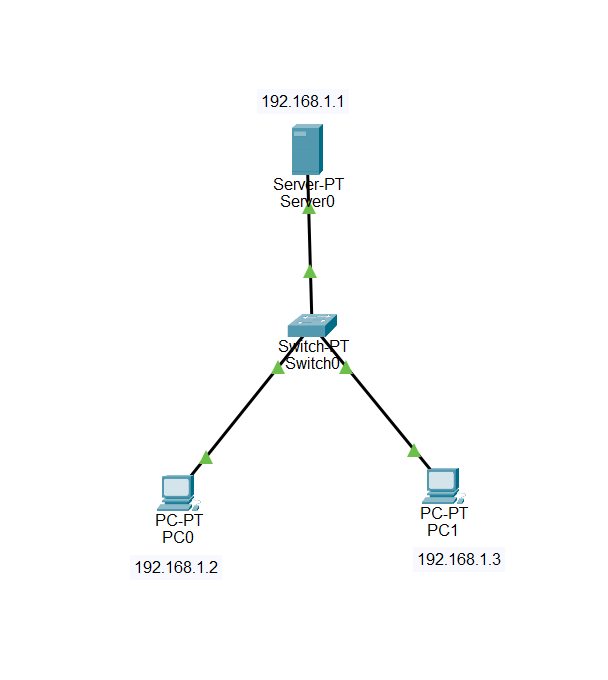 192.168.1.1
Server-PT
Server0
Switch-PT
Switch0
PC-PT
PC0
192.168.1.2
PC-PT
PC1
192.168.1.3